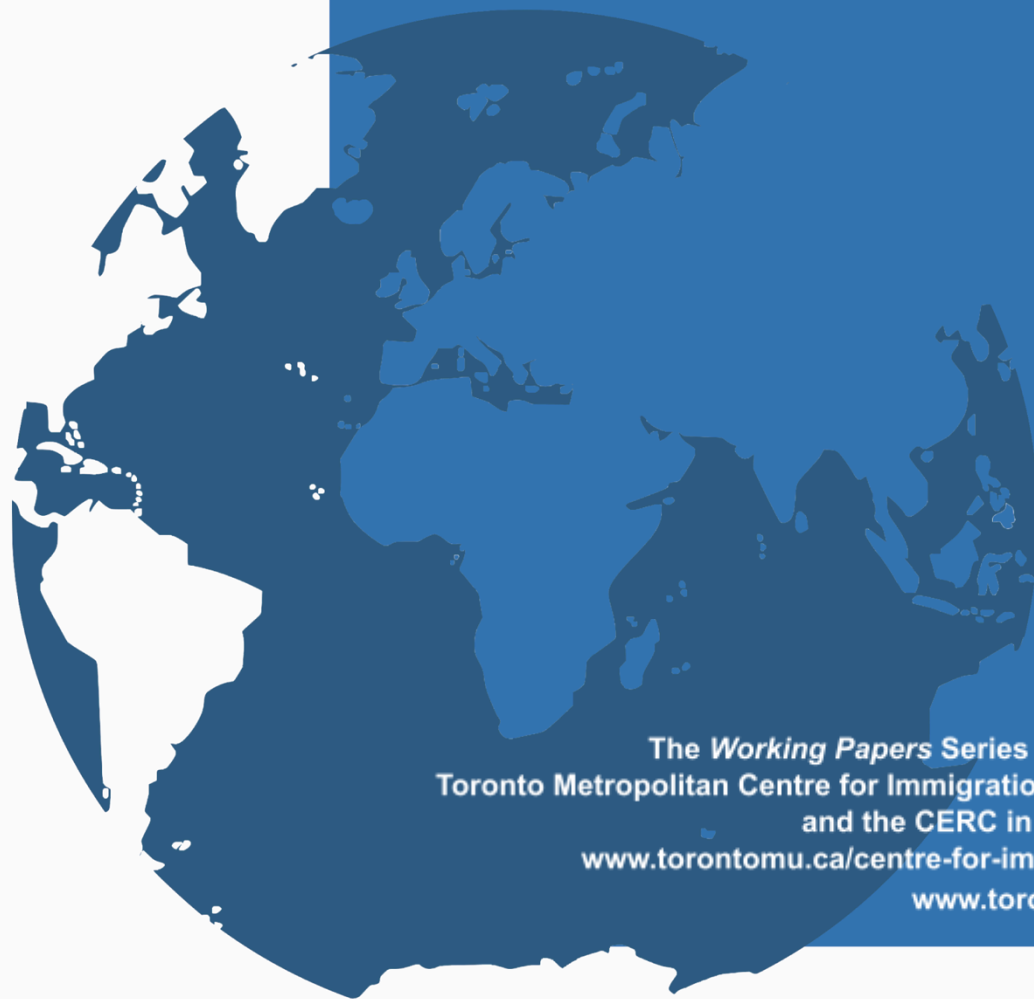 The Working Papers Series
Toronto Metropolitan Centre for Immigratio
and the CERC in
www.torontomu.ca/centre-for-im
www.toro